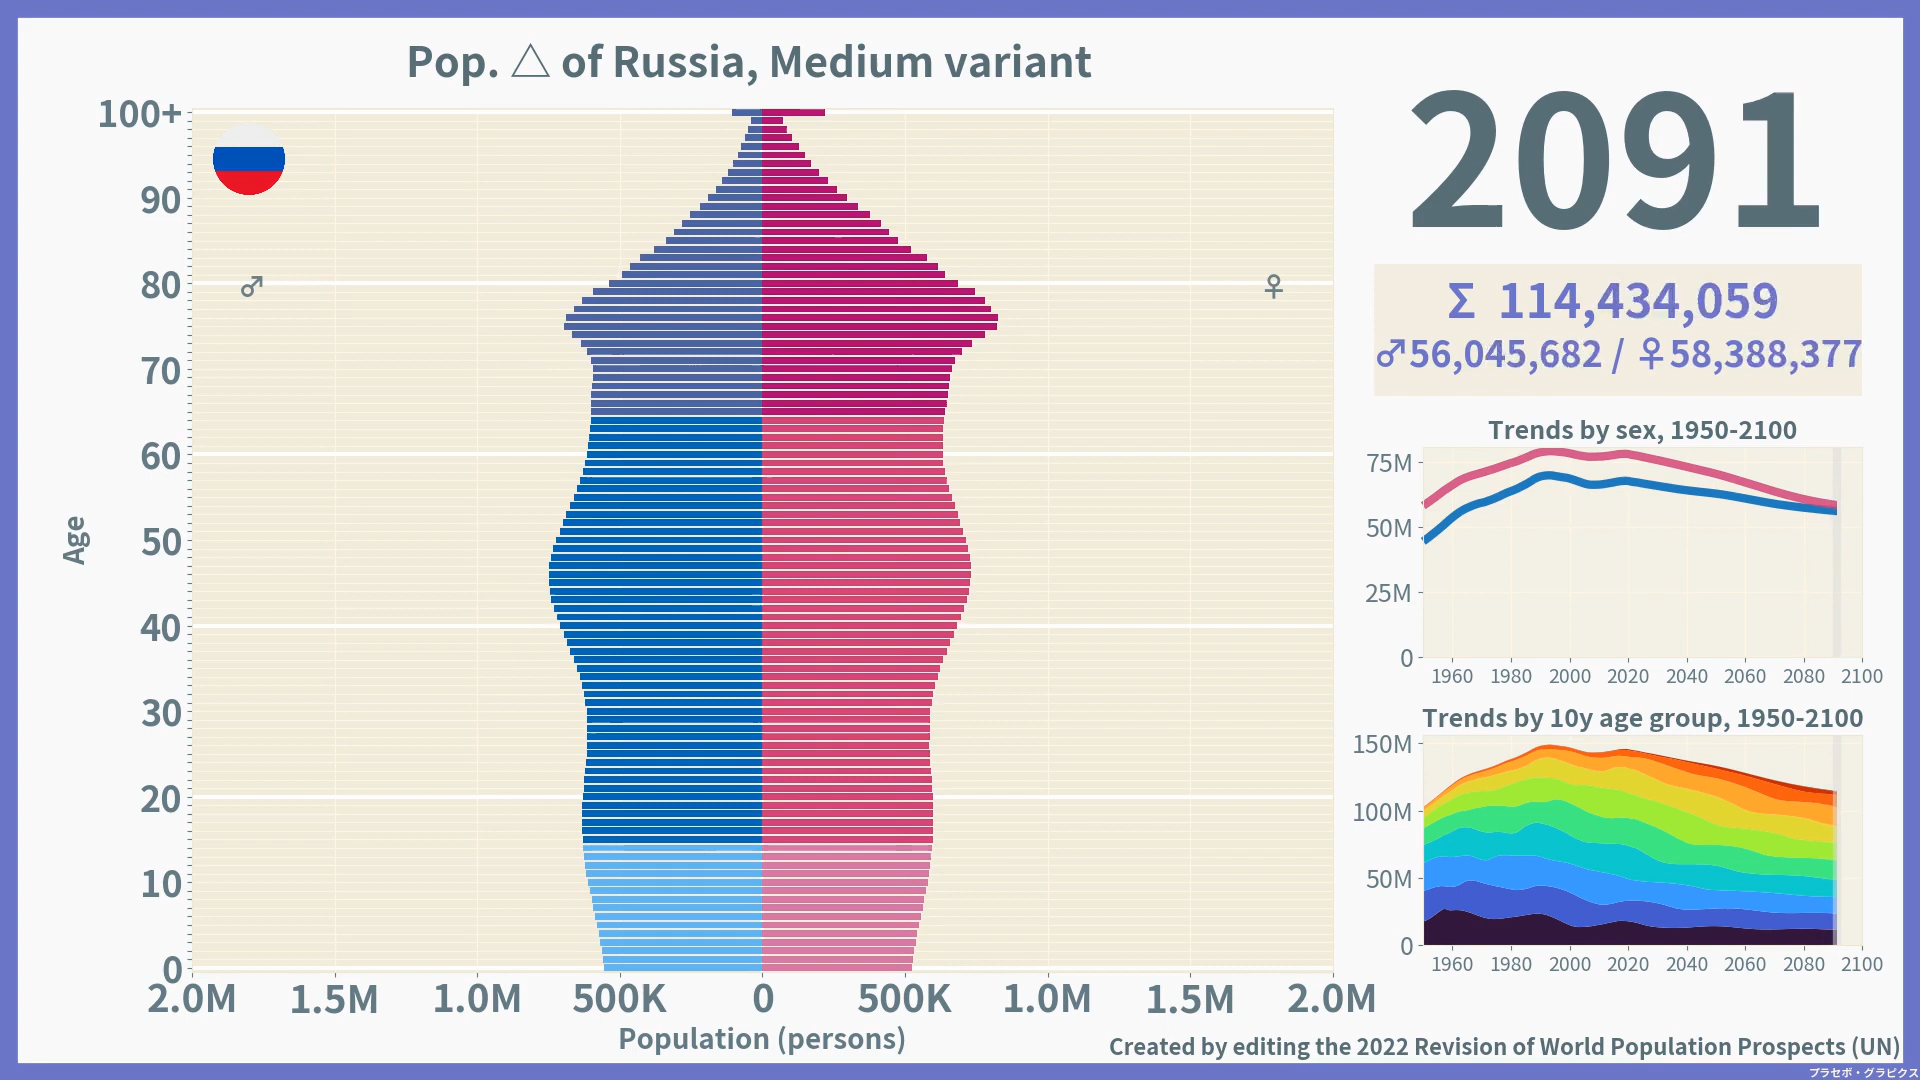 Pop. △ of Russia, Medium variant
2091
Σ 114,434,059
♂56,045,682 / ♀58,388,377
100+
90
80
70
60
50
40
30
20
10
0
Age
♂
♀
2.0M 1.5M 1.0M 500K 0 500K 1.0M 1.5M 2.0M
Population (persons)
Trends by sex, 1950-2100
75M
50M
25M
0
1960 1980 2000 2020 2040 2060 2080 2100
Trends by 10y age group, 1950-2100
150M
100M
50M
0
1960 1980 2000 2020 2040 2060 2080 2100
Created by editing the 2022 Revision of World Population Prospects (UN)
プラセボ・グラピクス